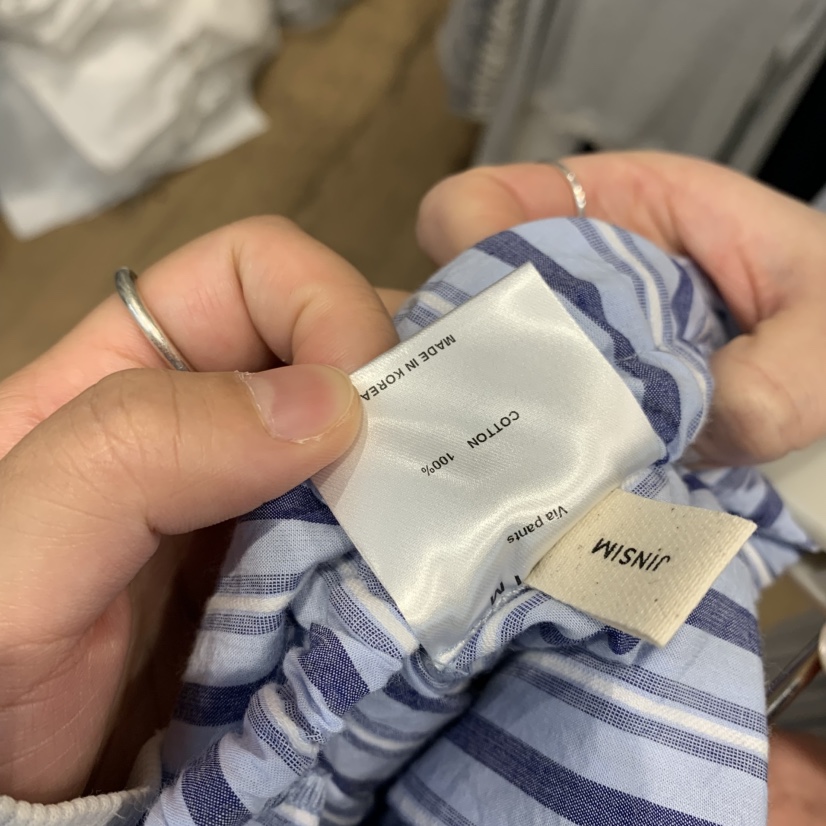 JINSIM
Via pants
COTTON 100%
MADE IN KOREA